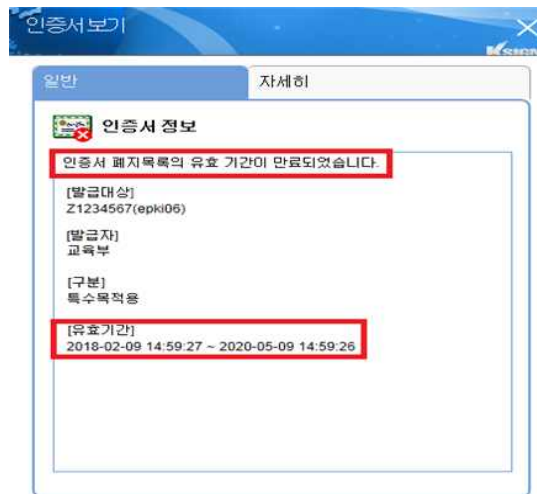 인증서보기
KSIGN
일반
자세히
인증서 정보
인증서 폐지목록의 유효 기간이 만료되었습니다.
[발급대상]
Z1234567(epki06)
[발급자]
교육부
[구분]
특수목적용
[유효기간]
2018-02-09 14:59:27 ~ 2020-05-09 14:59:26